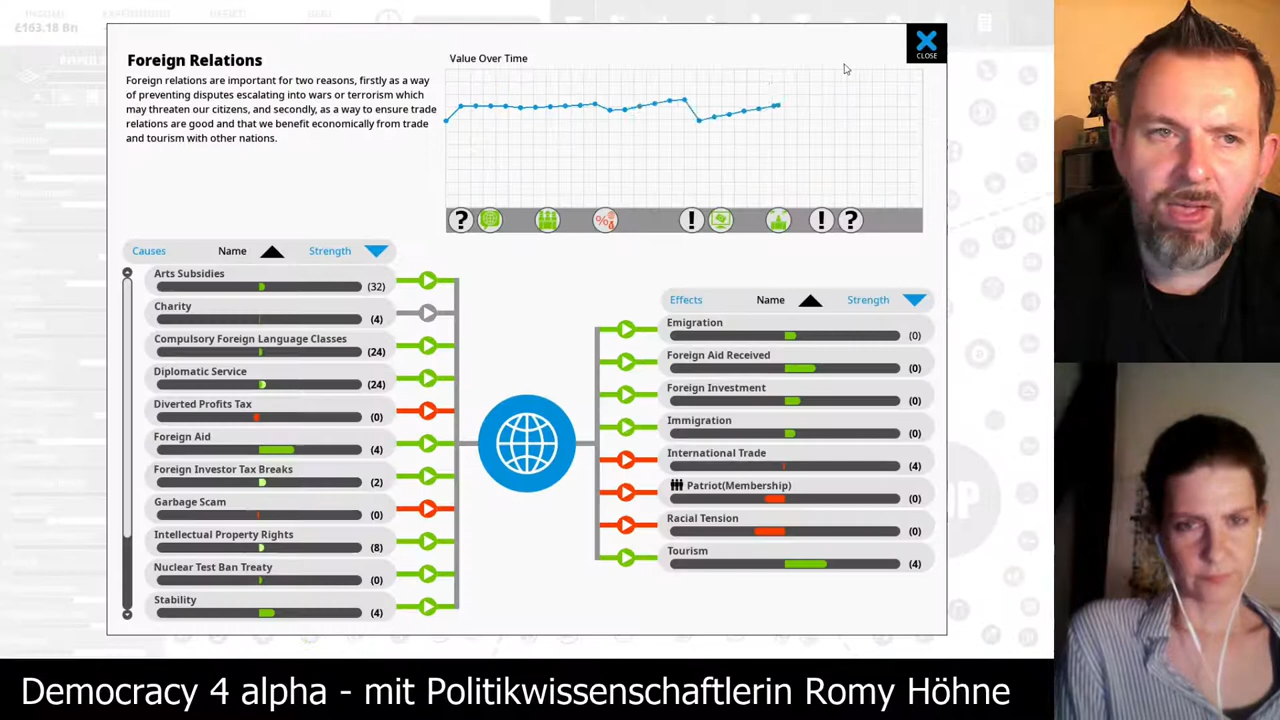 £163.18 Bn
Foreign Relations
Foreign relations are important for two reasons, firstly as a way
of preventing disputes escalating into wars or terrorism which
may threaten our citizens, and secondly, as a way to ensure trade
relations are good and that we benefit economically from trade
and tourism with other nations.
Value Over Time
CLOSE
? % ! ! ?
Causes Name Strength
Arts Subsidies
(32)
Charity
(4)
Compulsory Foreign Language Classes
(24)
Diplomatic Service
(24)
Diverted Profits Tax
(0)
Foreign Aid
(4)
Foreign Investor Tax Breaks
(2)
Garbage Scam
(0)
Intellectual Property Rights
(8)
Nuclear Test Ban Treaty
(0)
Stability
(4)
Effects Name Strength
Emigration
(0)
Foreign Aid Received
(0)
Foreign Investment
(0)
Immigration
(0)
International Trade
(4)
Patriot(Membership)
(0)
Racial Tension
(0)
Tourism
(4)
Democracy 4 alpha - mit Politikwissenschaftlerin Romy Höhne